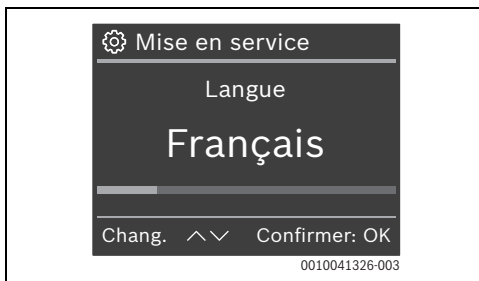 Mise en service
Langue
Français
Chang. Confirmer: OK
0010041326-003